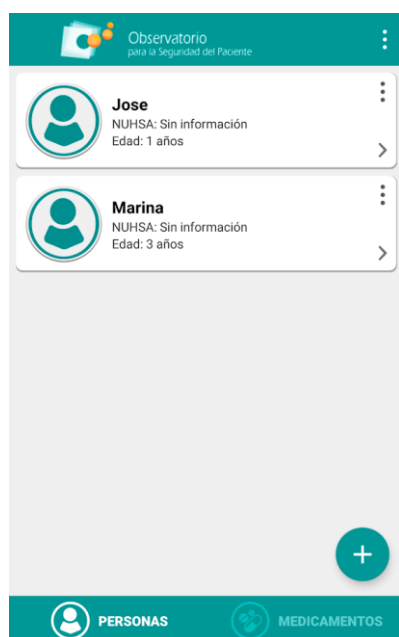 Observatorio
para la Seguridad del Paciente
Jose
NUHSA: Sin información
Edad: 1 años
Marina
NUHSA: Sin información
Edad: 3 años
PERSONAS
MEDICAMENTOS